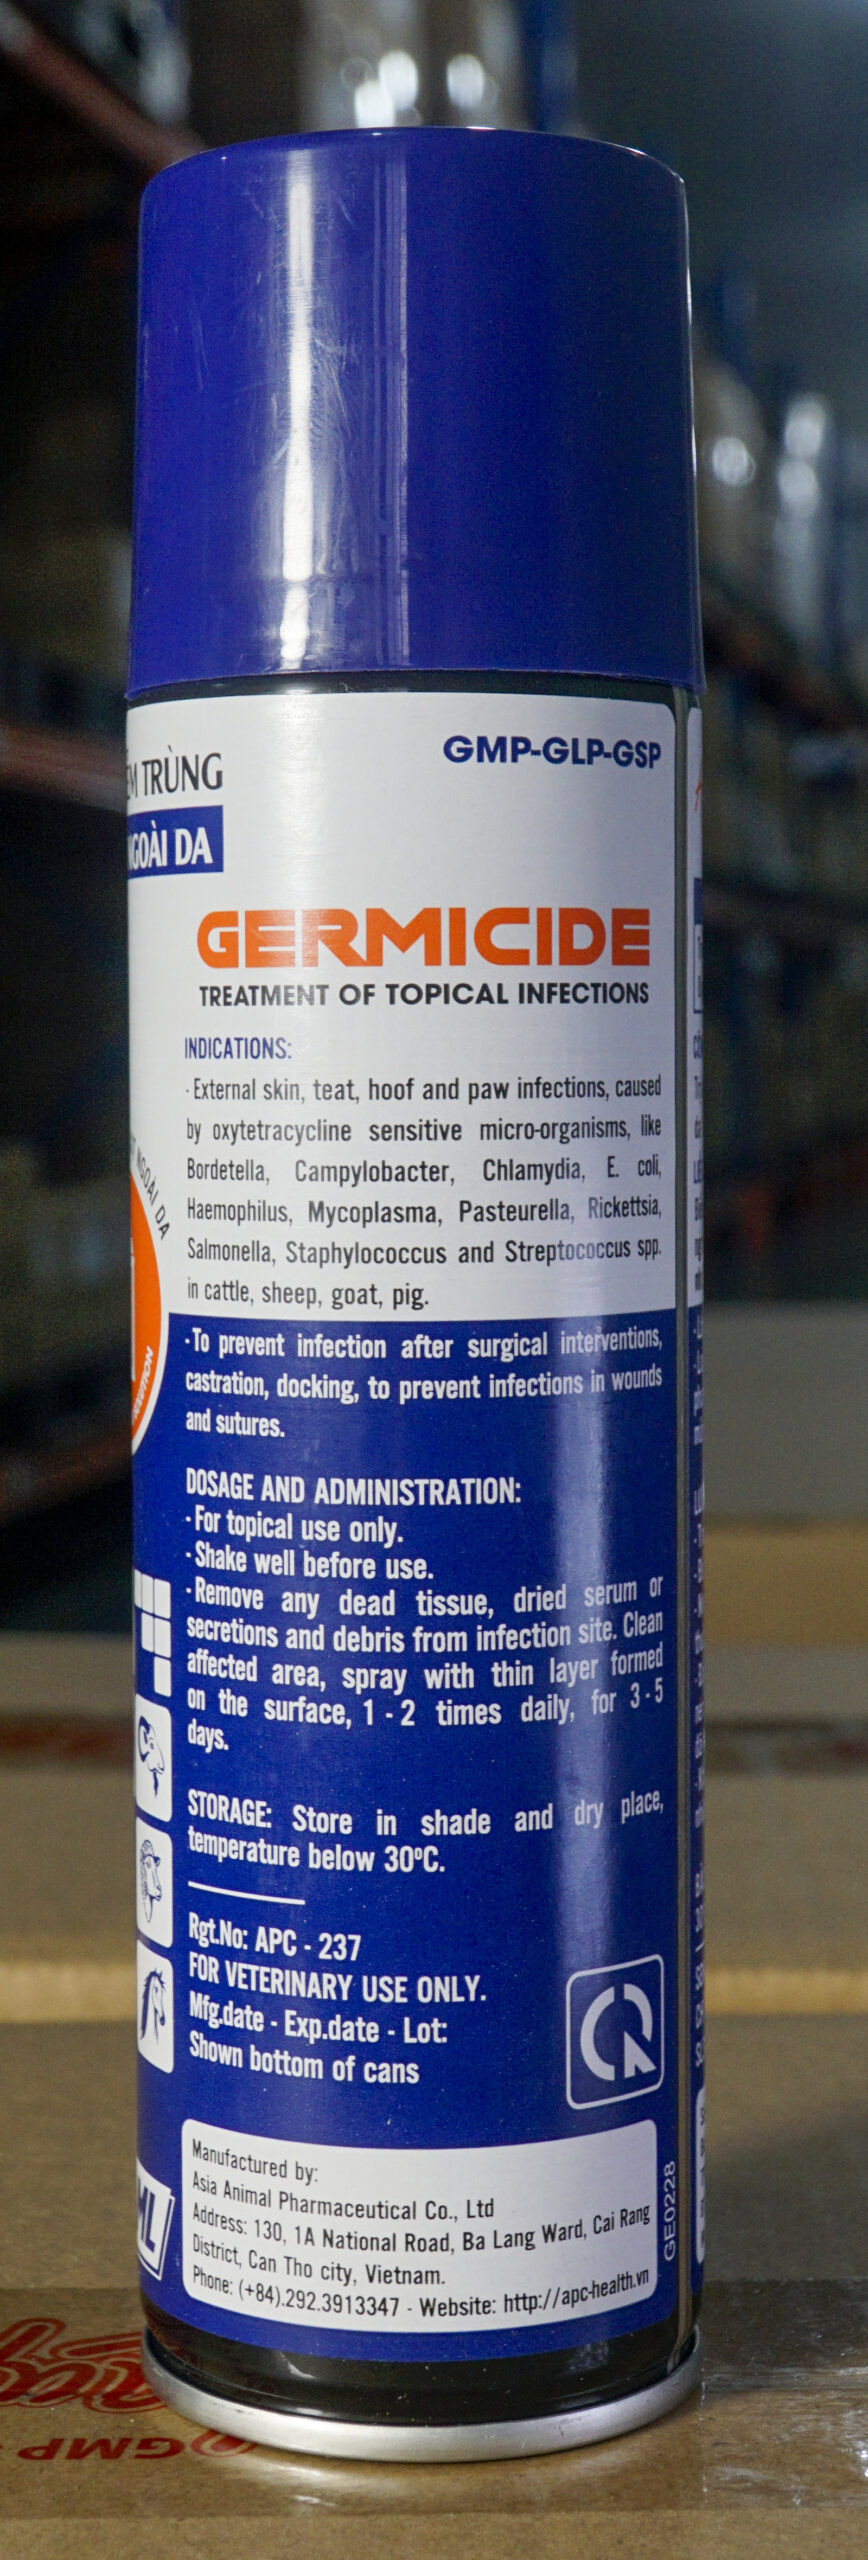 TRÙNG
NGOÀI DA
GMP-GLP-GSP
GERMICIDE
TREATMENT OF TOPICAL INFECTIONS
INDICATIONS:
· External skin, teat, hoof and paw infections, caused
by oxytetracycline sensitive micro-organisms, like
Bordetella, Campylobacter, Chlamydia, E. coli,
Haemophilus, Mycoplasma, Pasteurella, Rickettsia,
Salmonella, Staphylococcus and Streptococcus spp.
in cattle, sheep, goat, pig.
·To prevent infection after surgical interventions,
castration, docking, to prevent infections in wounds
and sutures.
DOSAGE AND ADMINISTRATION:
· For topical use only.
· Shake well before use.
· Remove any dead tissue, dried serum or
secretions and debris from infection site. Clean
affected area, spray with thin layer formed
on the surface, 1 - 2 times daily, for 3 - 5
days.
STORAGE: Store in shade and dry place,
temperature below 30ºC.
Rgt.No: APC - 237
FOR VETERINARY USE ONLY.
Mfg.date - Exp.date - Lot:
Shown bottom of cans
Manufactured by:
Asia Animal Pharmaceutical Co., Ltd
Address: 130, 1A National Road, Ba Lang Ward, Cai Rang
District, Can Tho city, Vietnam.
Phone: (+84).292.3913347 - Website: http://apc-health.vn
GE0228
NGOÀI DA
ML
GMP